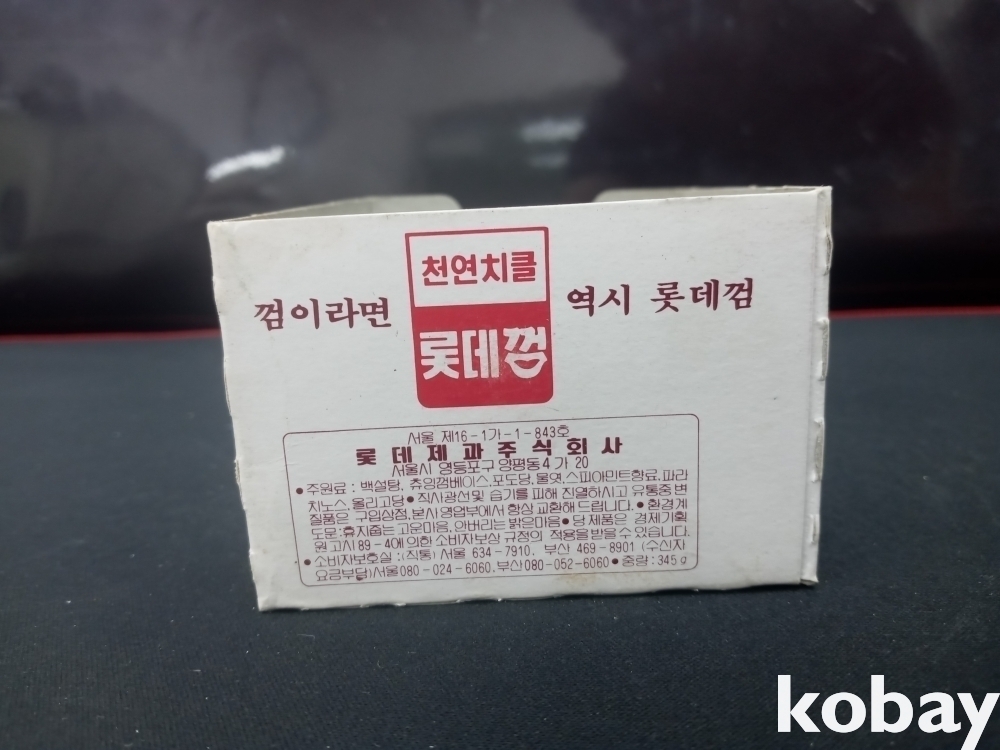 천연치클
껌이라면
롯데껌
역시 롯데껌
서울 제16-1가-1-843호
롯데제과주식회사
서울시 영등포구 양평동4가 20
●주원료 : 백설탕, 츄잉껌베이스, 포도당, 물엿, 스피아민트향료, 파라
치노스, 올리고당●직사광선및 습기를 피해 진열하시고 유통중 변
질품은 구입상점, 본사 영업부에서 항상 교환해 드립니다.●환경계
도문:휴지줍는 고운마음, 안버리는 밝은마음●당 제품은 경제기획
원 고시 89-4에 의한 소비자보상 규정의 적용을 받을 수 있습니다.
●소비자보호실 : (직통) 서울 634-7910, 부산 469-8901 (수신자
요금부담)서울080-024-6060, 부산080-052-6060●중량 : 345g
kobay